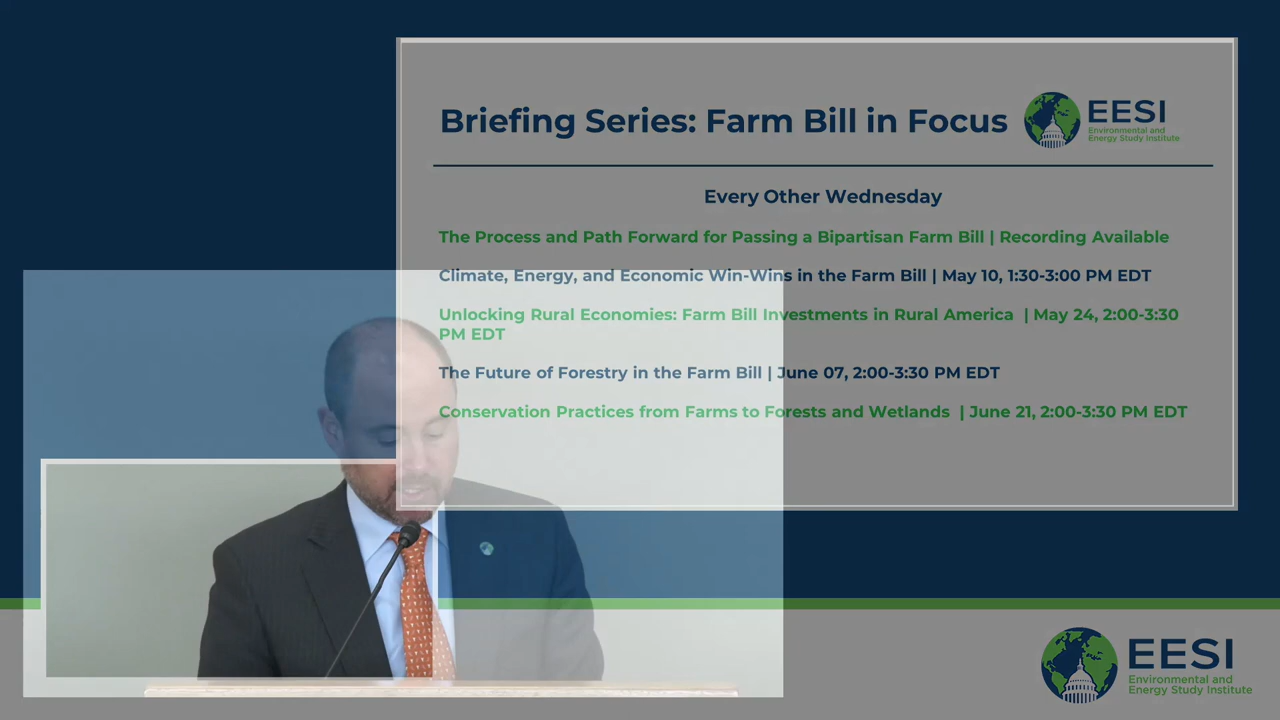 Briefing Series: Farm Bill in Focus
EESI
Environmental and
Energy Study Institute
Every Other Wednesday
The Process and Path Forward for Passing a Bipartisan Farm Bill | Recording Available
Climate, Energy, and Economic Win-Wins in the Farm Bill | May 10, 1:30-3:00 PM EDT
Unlocking Rural Economies: Farm Bill Investments in Rural America | May 24, 2:00-3:30
PM EDT
The Future of Forestry in the Farm Bill | June 07, 2:00-3:30 PM EDT
Conservation Practices from Farms to Forests and Wetlands | June 21, 2:00-3:30 PM EDT
EESI
Environmental and
Energy Study Institute